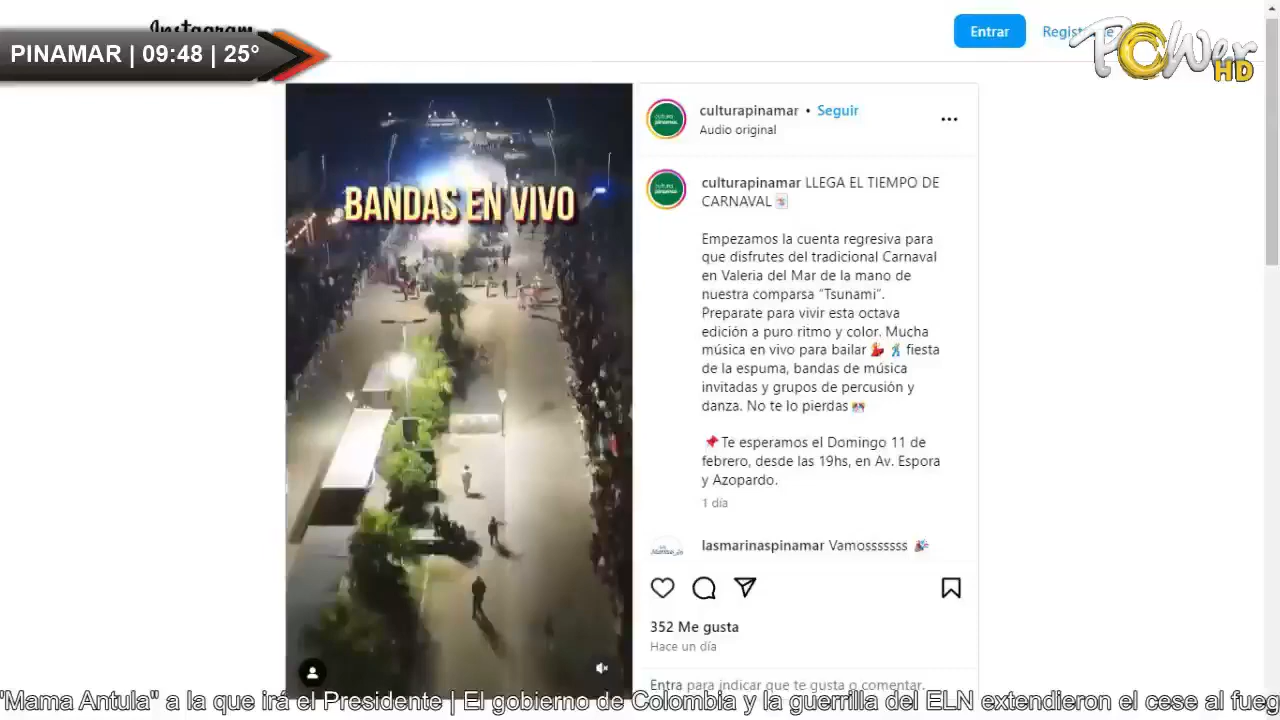 Instagram
PINAMAR | 09:48 | 25°
Entrar
Power HD
BANDAS EN VIVO
culturapinamar • Seguir
Audio original
culturapinamar LLEGA EL TIEMPO DE
CARNAVAL
Empezamos la cuenta regresiva para
que disfrutes del tradicional Carnaval
en Valeria del Mar de la mano de
nuestra comparsa “Tsunami”.
Preparate para vivir esta octava
edición a puro ritmo y color. Mucha
música en vivo para bailar 💃 🕺 fiesta
de la espuma, bandas de música
invitadas y grupos de percusión y
danza. No te lo pierdas 🎊
📌Te esperamos el Domingo 11 de
febrero, desde las 19hs, en Av. Espora
y Azopardo.
1 día
lasmarinaspinamar Vamosssssss 🎉
352 Me gusta
Hace un día
Entra para indicar que te gusta o comentar.
"Mama Antula" a la que irá el Presidente | El gobierno de Colombia y la guerrilla del ELN extendieron el cese al fueg